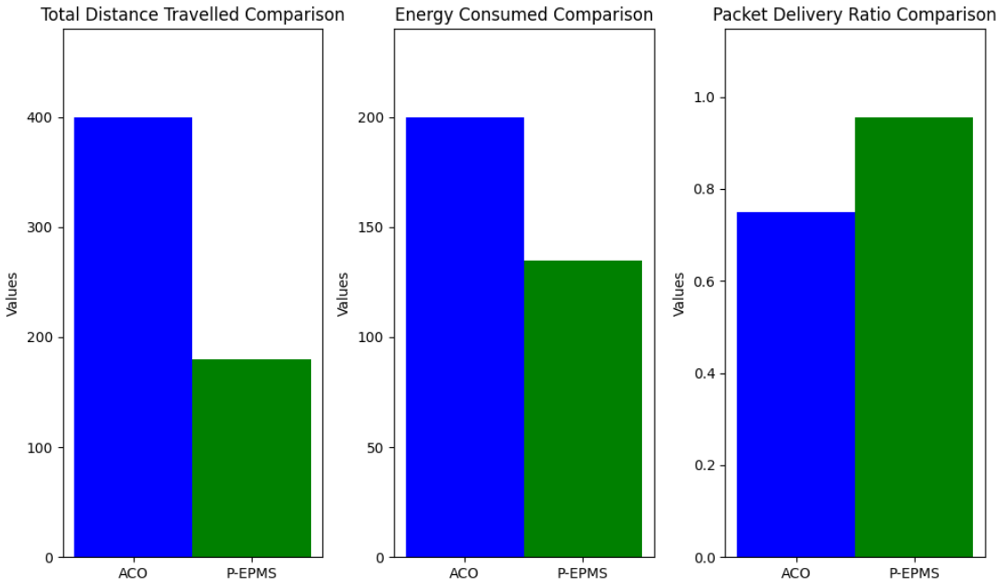 Total Distance Travelled Comparison
Values
400
300
200
100
0
ACO P-EPMS
Energy Consumed Comparison
Values
200
150
100
50
0
ACO P-EPMS
Packet Delivery Ratio Comparison
Values
1.0
0.8
0.6
0.4
0.2
0.0
ACO P-EPMS